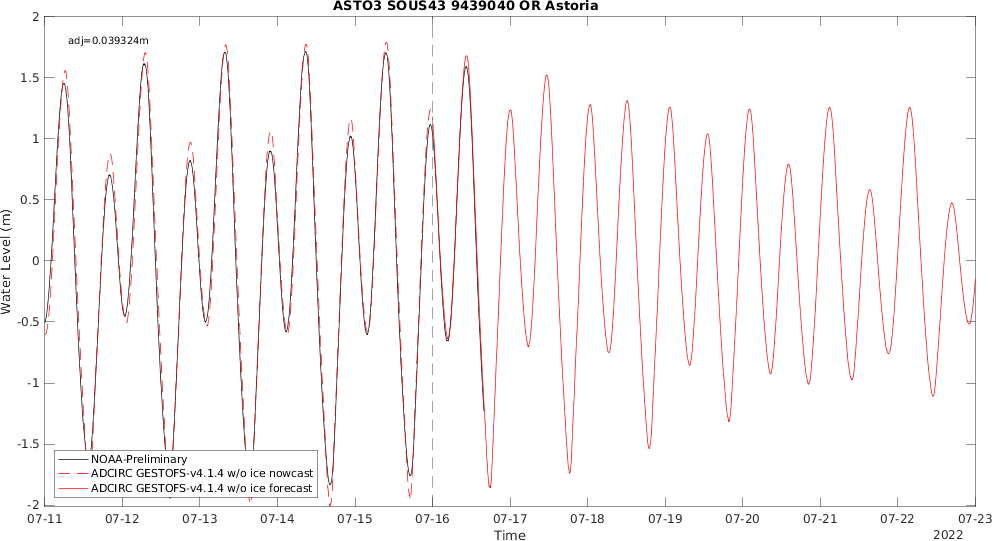 ASTO3 SOUS43 9439040 OR Astoria
adj=0.039324m
Water Level (m)
2
1.5
1
0.5
0
-0.5
-1
-1.5
-2
NOAA-Preliminary
ADCIRC GESTOFS-v4.1.4 w/o ice nowcast
ADCIRC GESTOFS-v4.1.4 w/o ice forecast
07-11 07-12 07-13 07-14 07-15 07-16 07-17 07-18 07-19 07-20 07-21 07-22 07-23
Time
2022